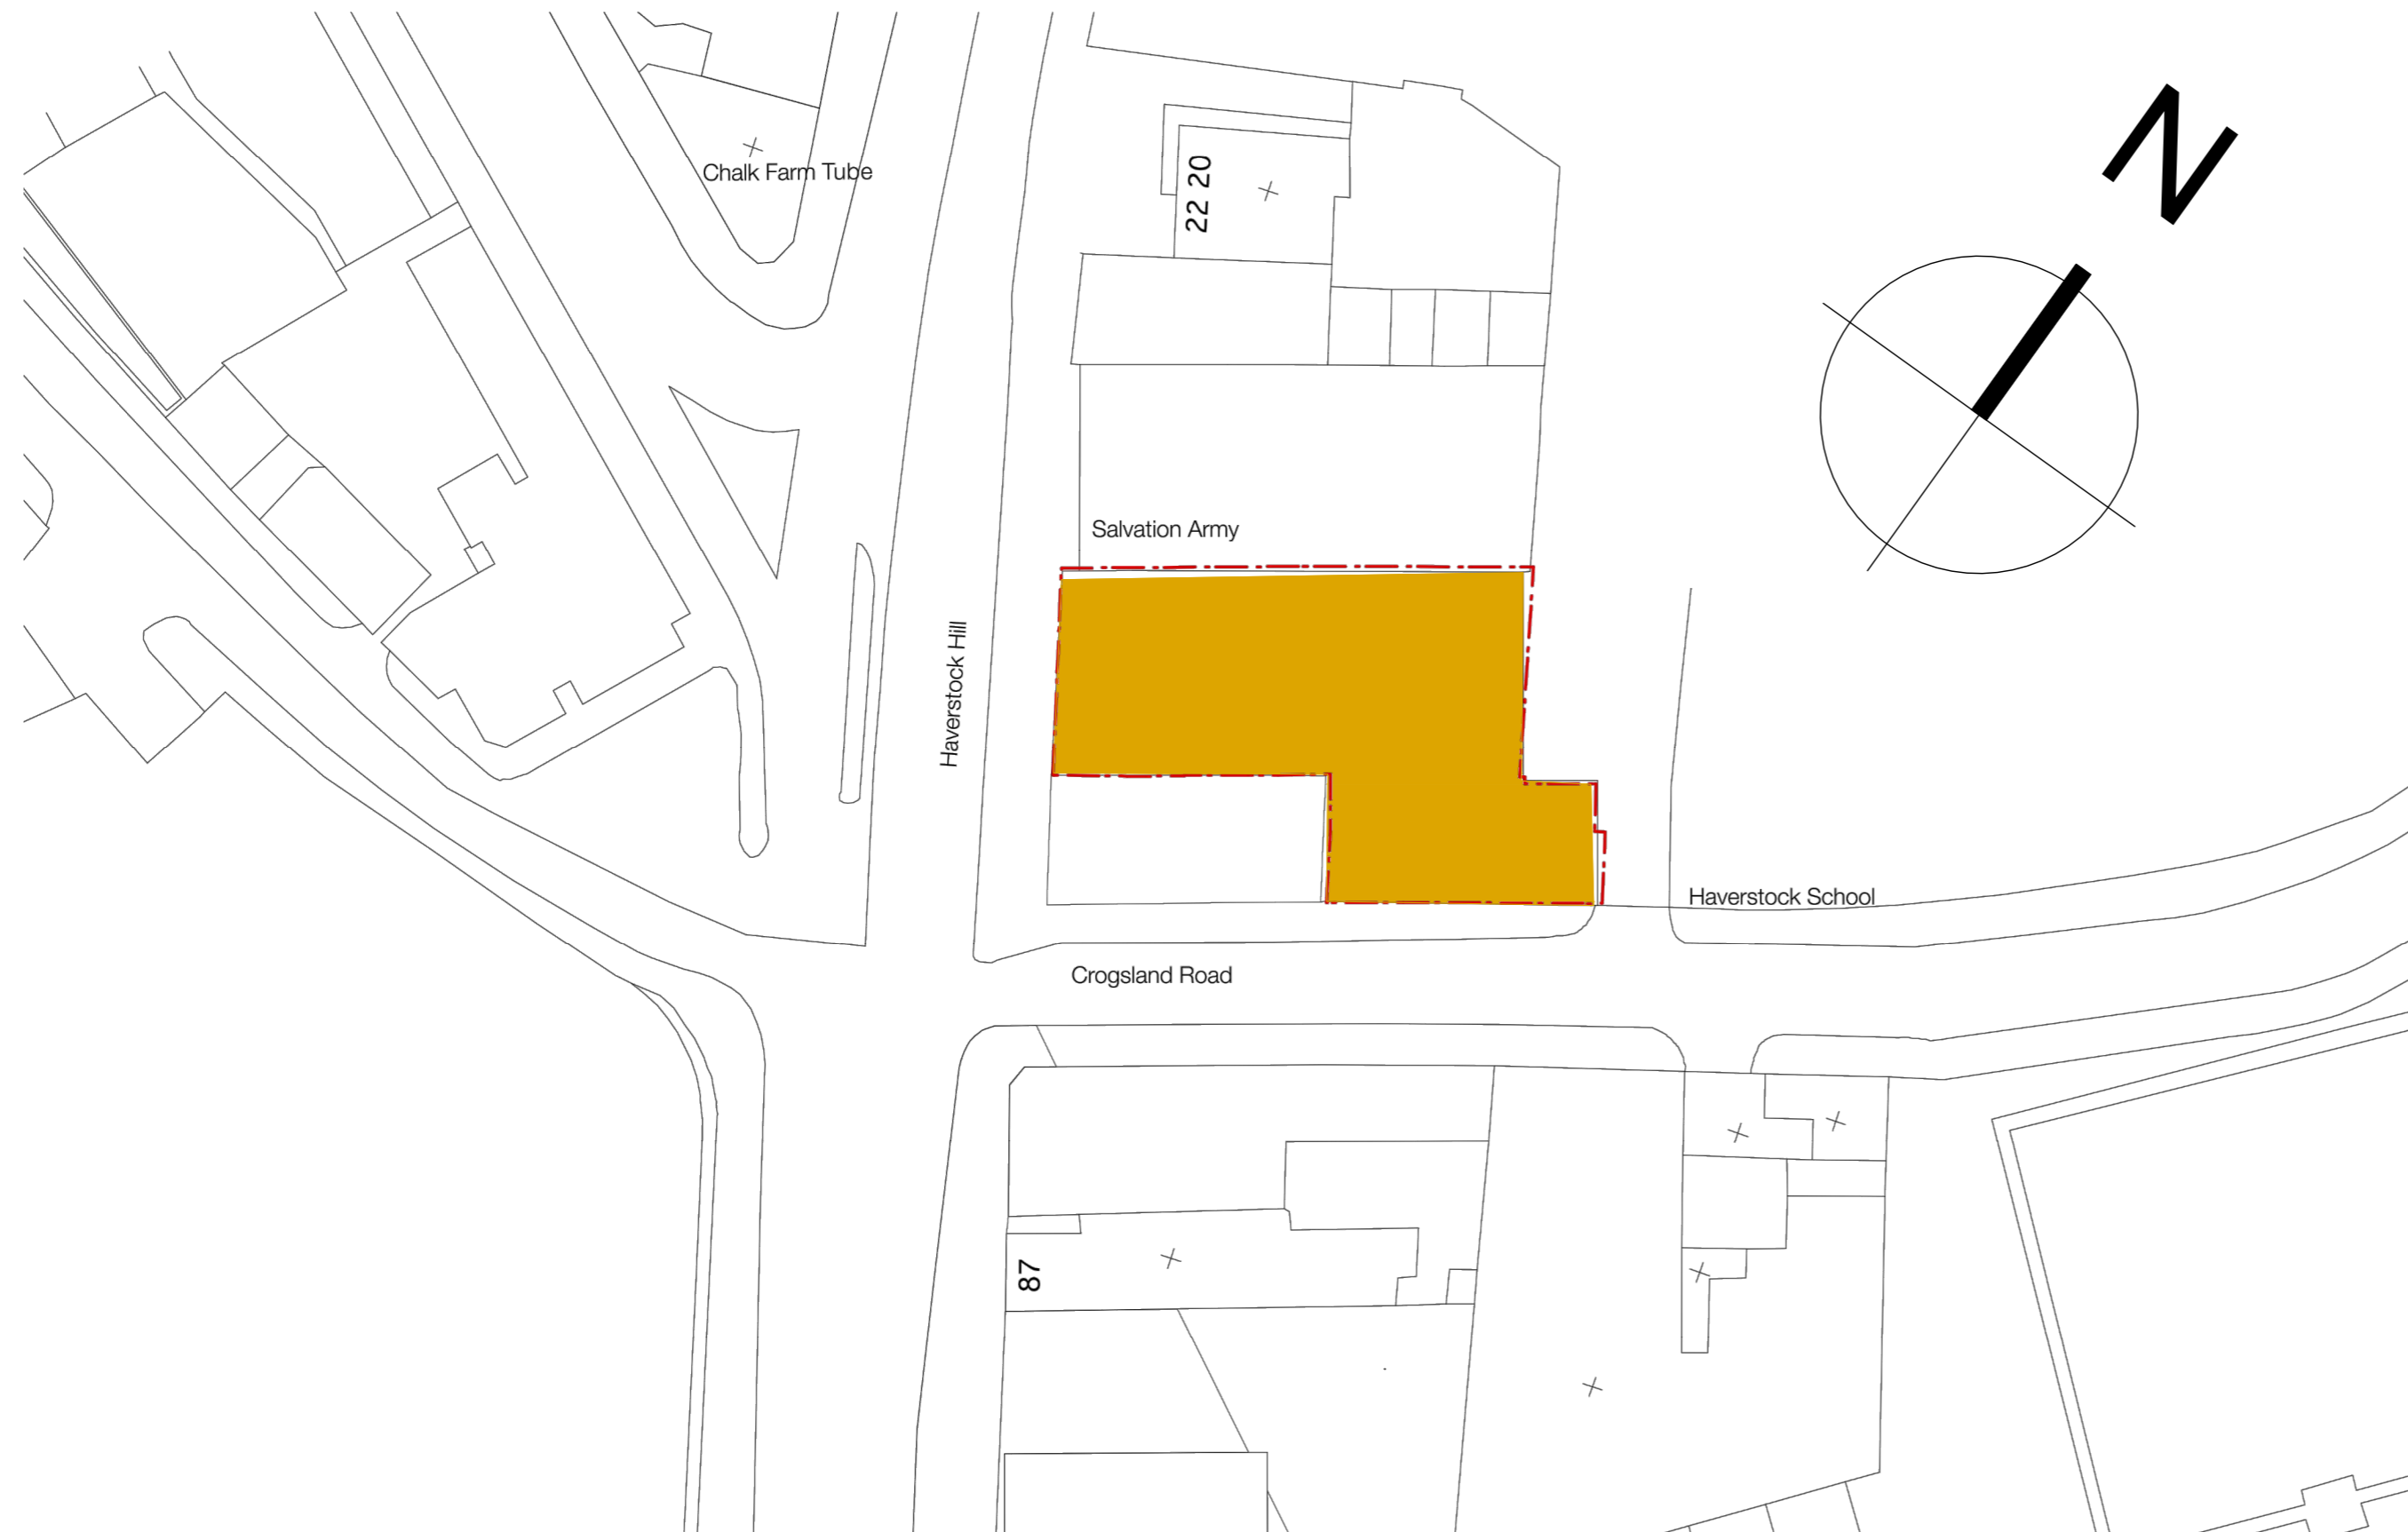 N
Chalk Farm Tube
22 20
Salvation Army
Haverstock Hill
Haverstock School
Crogsland Road
87